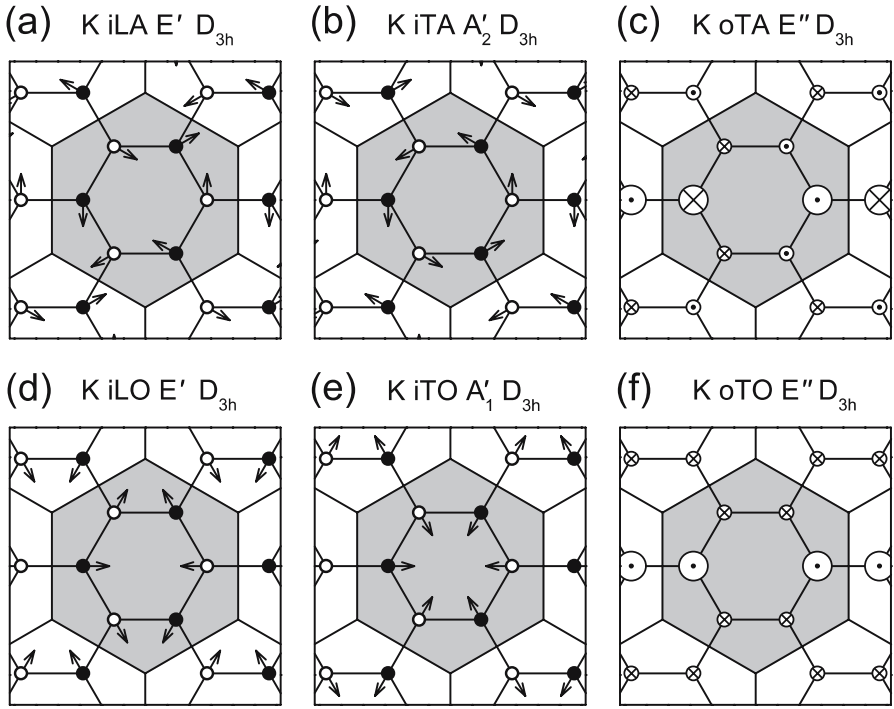 (a) K iLA E′ D3h
(b) K iTA A′2 D3h
(c) K oTA E″ D3h
(d) K iLO E′ D3h
(e) K iTO A′1 D3h
(f) K oTO E″ D3h